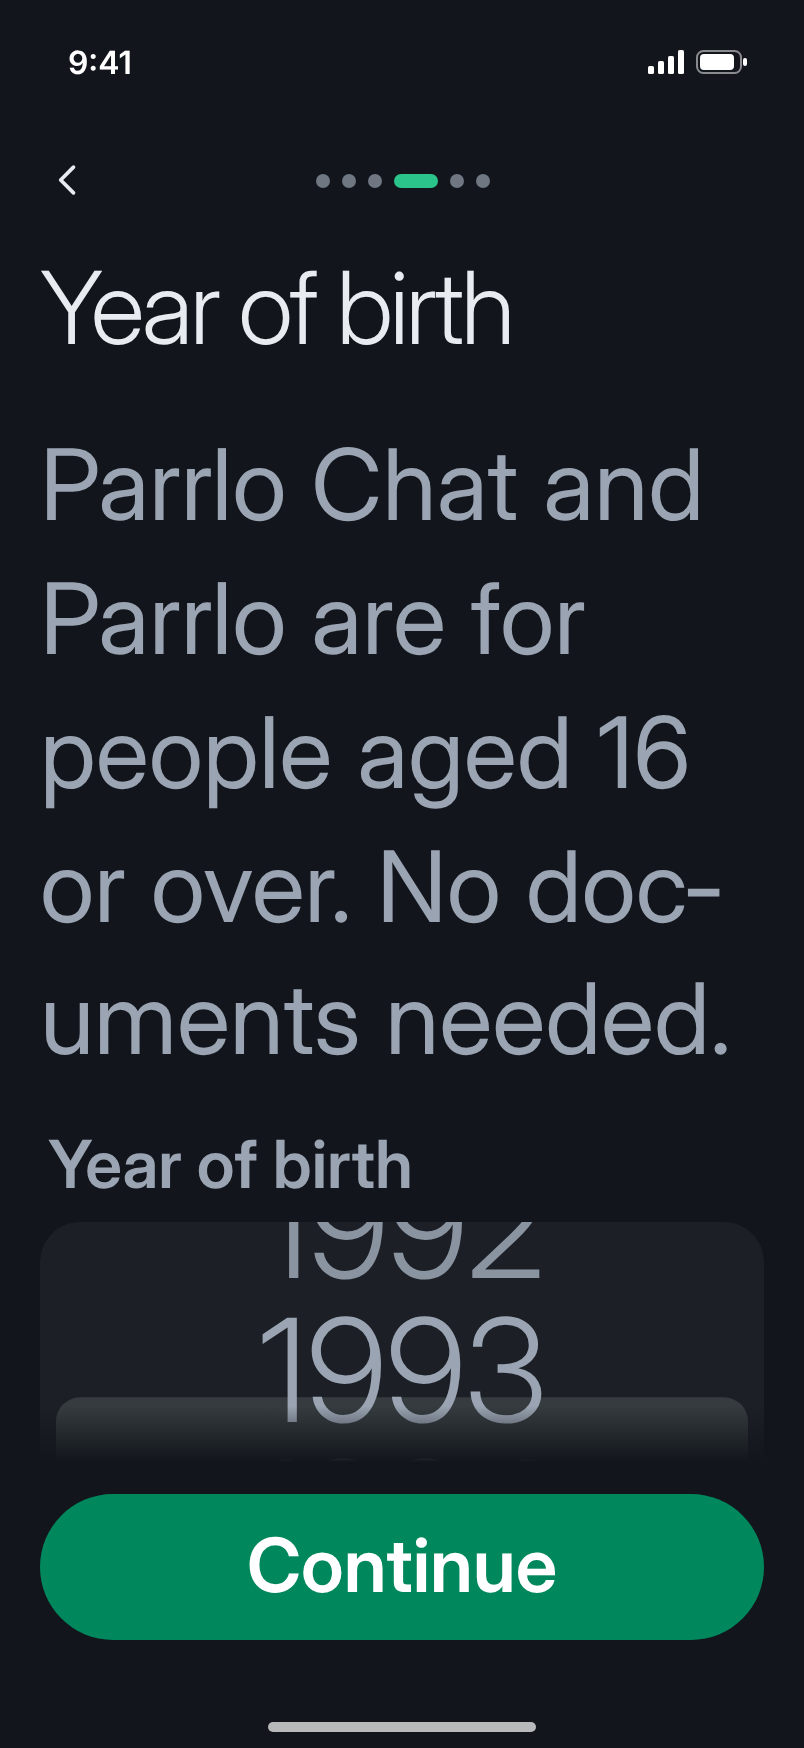 9:41
Year of birth
Parrlo Chat and
Parrlo are for
people aged 16
or over. No doc-
uments needed.
Year of birth
1992
1993
Continue